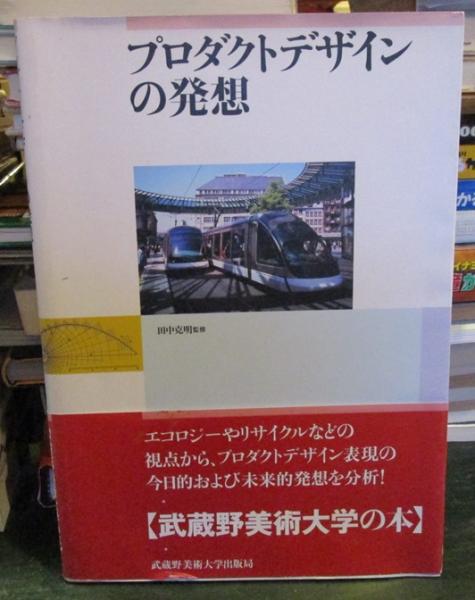 プロダクトデザイン
の発想
田中克明監修
エコロジーやリサイクルなどの
視点から、プロダクトデザイン表現の
今日的および未来的発想を分析!
【武蔵野美術大学の本】
武蔵野美術大学出版局